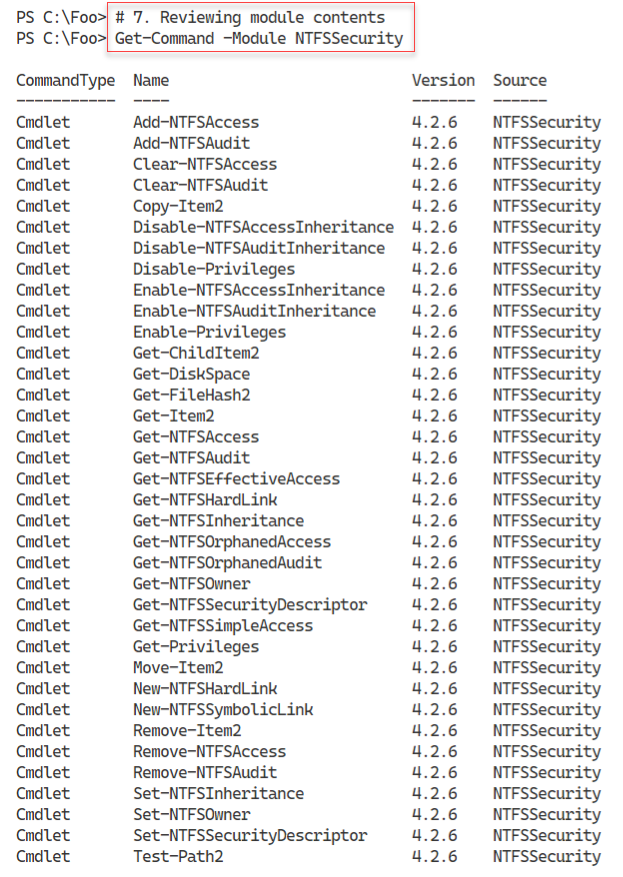 PS C:\Foo> # 7. Reviewing module contents
PS C:\Foo> Get-Command -Module NTFSSecurity
CommandType Name Version Source
----------- ---- ------- ------
Cmdlet Add-NTFSAccess 4.2.6 NTFSSecurity
Cmdlet Add-NTFSAudit 4.2.6 NTFSSecurity
Cmdlet Clear-NTFSAccess 4.2.6 NTFSSecurity
Cmdlet Clear-NTFSAudit 4.2.6 NTFSSecurity
Cmdlet Copy-Item2 4.2.6 NTFSSecurity
Cmdlet Disable-NTFSAccessInheritance 4.2.6 NTFSSecurity
Cmdlet Disable-NTFSAuditInheritance 4.2.6 NTFSSecurity
Cmdlet Disable-Privileges 4.2.6 NTFSSecurity
Cmdlet Enable-NTFSAccessInheritance 4.2.6 NTFSSecurity
Cmdlet Enable-NTFSAuditInheritance 4.2.6 NTFSSecurity
Cmdlet Enable-Privileges 4.2.6 NTFSSecurity
Cmdlet Get-ChildItem2 4.2.6 NTFSSecurity
Cmdlet Get-DiskSpace 4.2.6 NTFSSecurity
Cmdlet Get-FileHash2 4.2.6 NTFSSecurity
Cmdlet Get-Item2 4.2.6 NTFSSecurity
Cmdlet Get-NTFSAccess 4.2.6 NTFSSecurity
Cmdlet Get-NTFSAudit 4.2.6 NTFSSecurity
Cmdlet Get-NTFSEffectiveAccess 4.2.6 NTFSSecurity
Cmdlet Get-NTFSHardLink 4.2.6 NTFSSecurity
Cmdlet Get-NTFSInheritance 4.2.6 NTFSSecurity
Cmdlet Get-NTFSOrphanedAccess 4.2.6 NTFSSecurity
Cmdlet Get-NTFSOrphanedAudit 4.2.6 NTFSSecurity
Cmdlet Get-NTFSOwner 4.2.6 NTFSSecurity
Cmdlet Get-NTFSSecurityDescriptor 4.2.6 NTFSSecurity
Cmdlet Get-NTFSSimpleAccess 4.2.6 NTFSSecurity
Cmdlet Get-Privileges 4.2.6 NTFSSecurity
Cmdlet Move-Item2 4.2.6 NTFSSecurity
Cmdlet New-NTFSHardLink 4.2.6 NTFSSecurity
Cmdlet New-NTFSSymbolicLink 4.2.6 NTFSSecurity
Cmdlet Remove-Item2 4.2.6 NTFSSecurity
Cmdlet Remove-NTFSAccess 4.2.6 NTFSSecurity
Cmdlet Remove-NTFSAudit 4.2.6 NTFSSecurity
Cmdlet Set-NTFSInheritance 4.2.6 NTFSSecurity
Cmdlet Set-NTFSOwner 4.2.6 NTFSSecurity
Cmdlet Set-NTFSSecurityDescriptor 4.2.6 NTFSSecurity
Cmdlet Test-Path2 4.2.6 NTFSSecurity